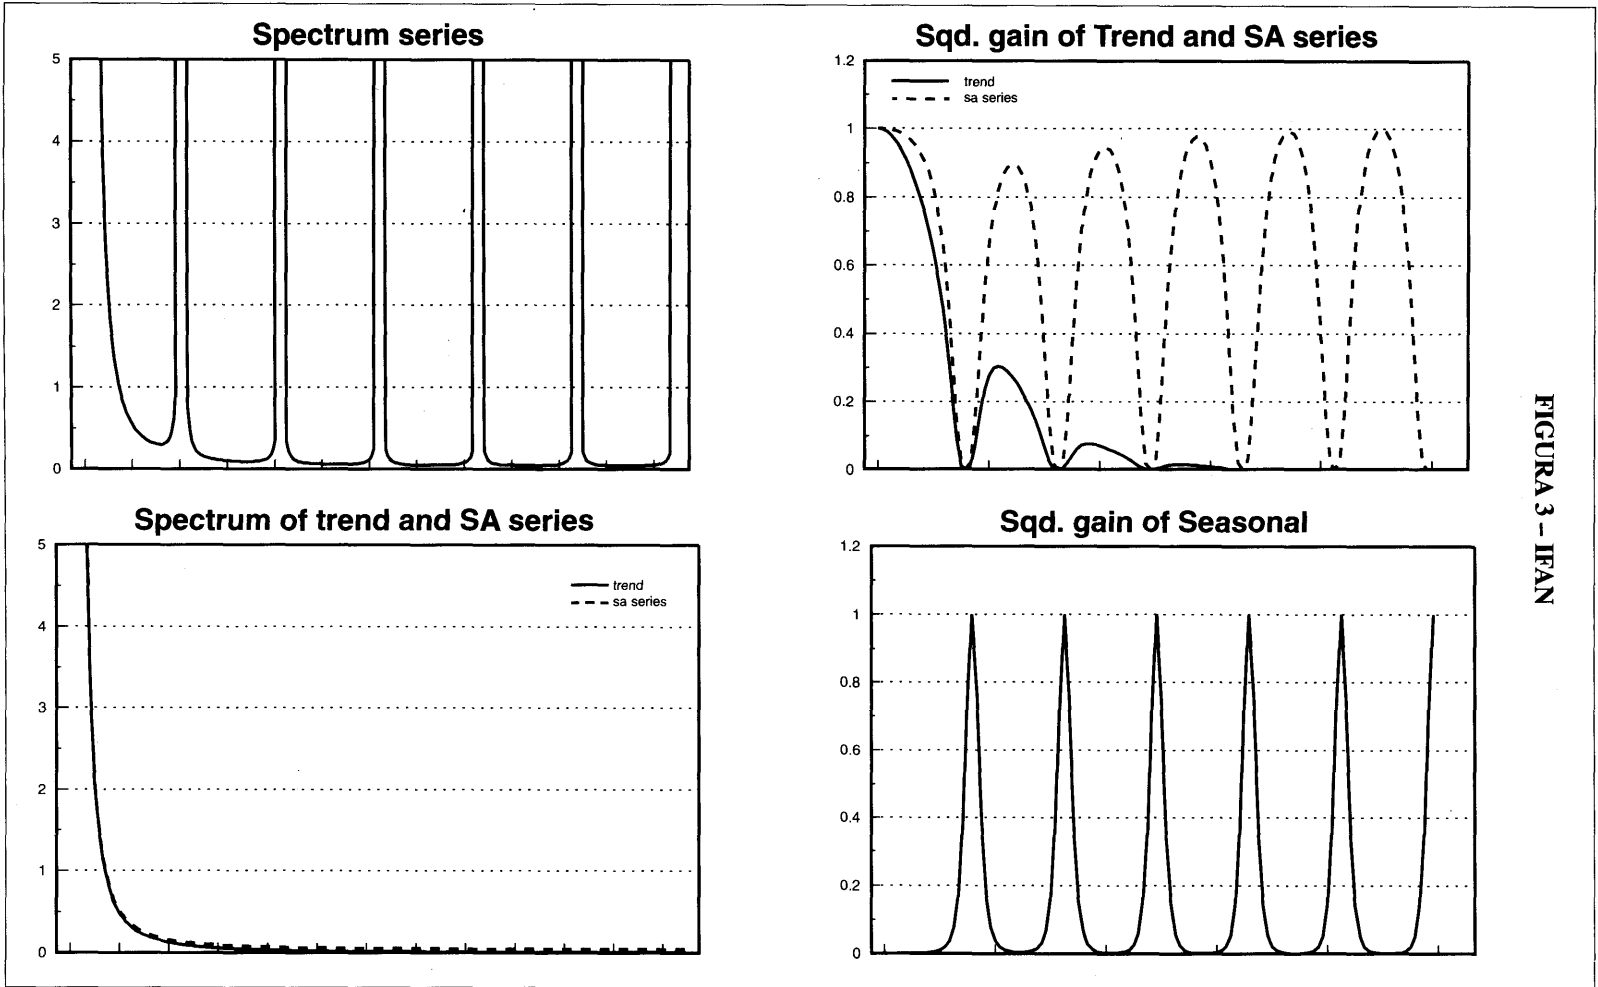 Spectrum series
5
4
3
2
1
0
Sqd. gain of Trend and SA series
1.2
1
0.8
0.6
0.4
0.2
0
trend
sa series
Spectrum of trend and SA series
5
4
3
2
1
0
trend
sa series
Sqd. gain of Seasonal
1.2
1
0.8
0.6
0.4
0.2
0
FIGURA 3 – IFAN